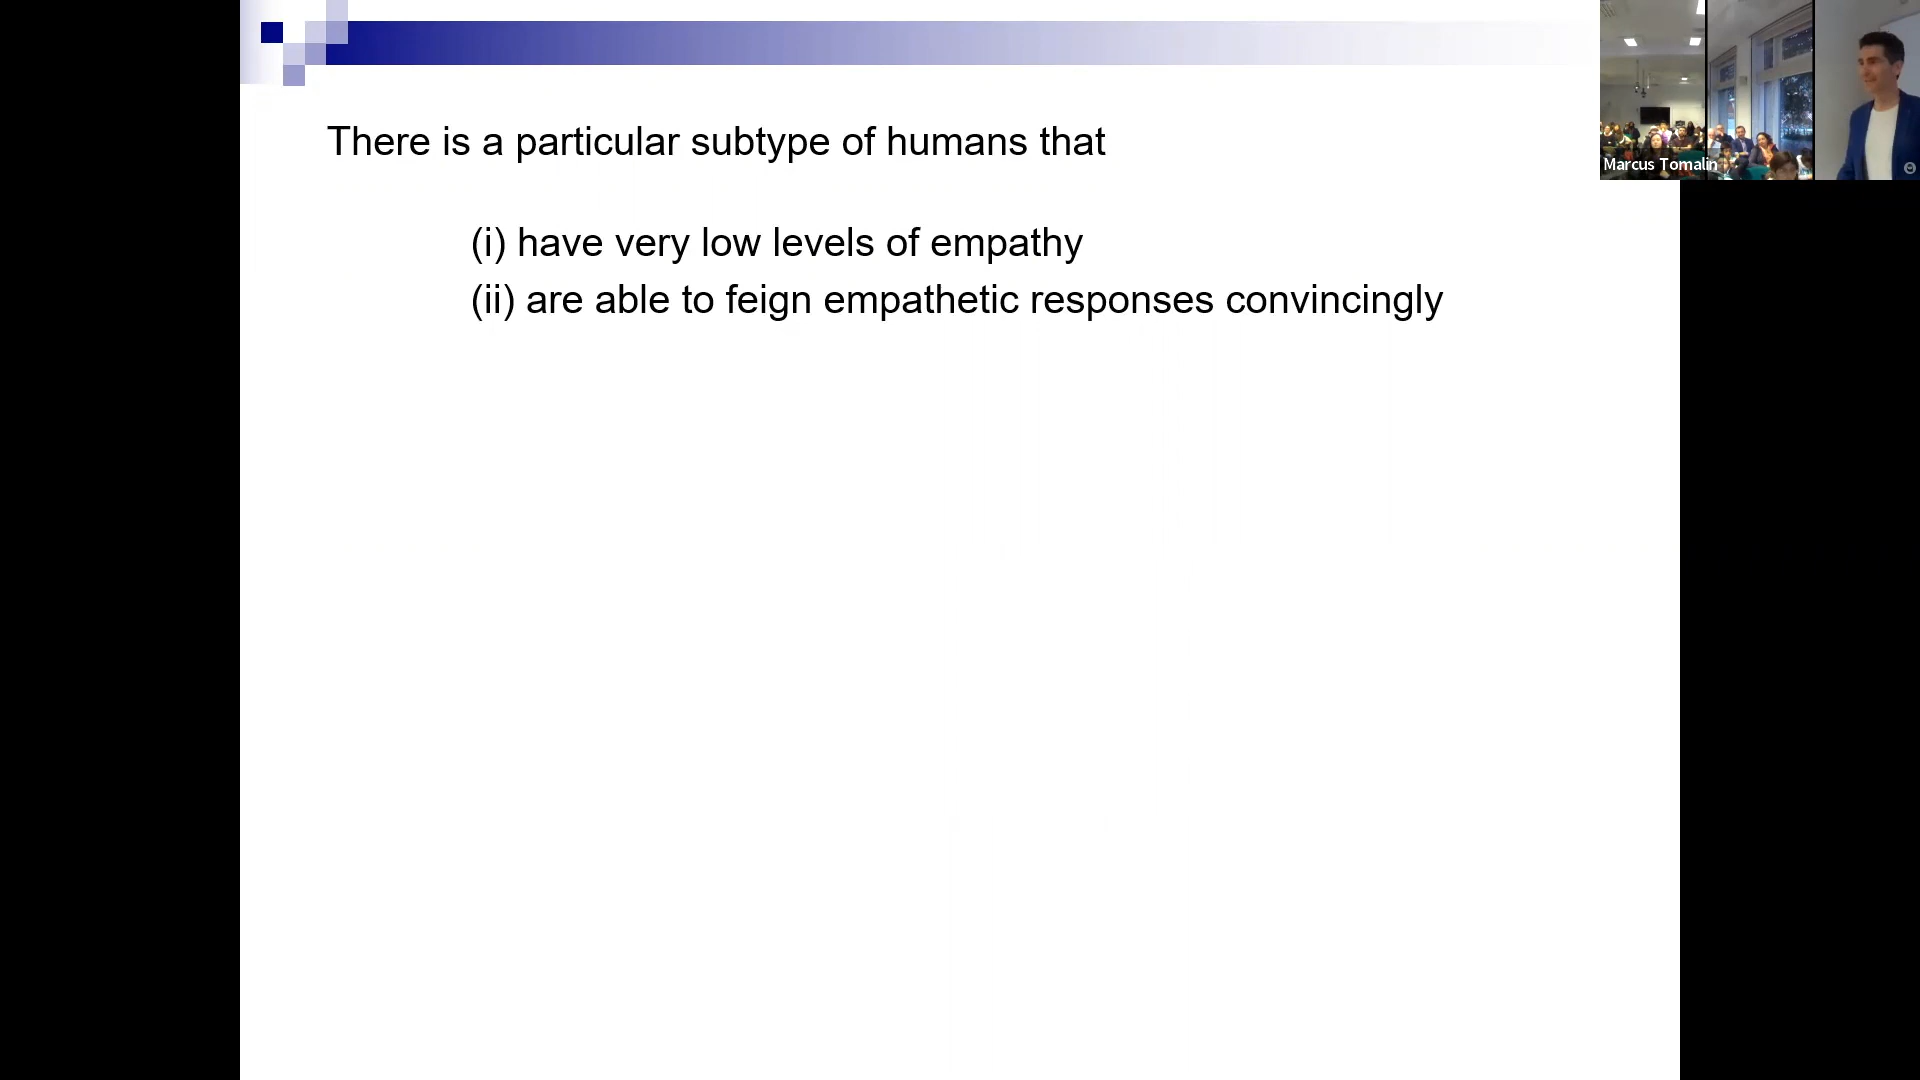 There is a particular subtype of humans that
(i) have very low levels of empathy
(ii) are able to feign empathetic responses convincingly
Marcus Tomalin